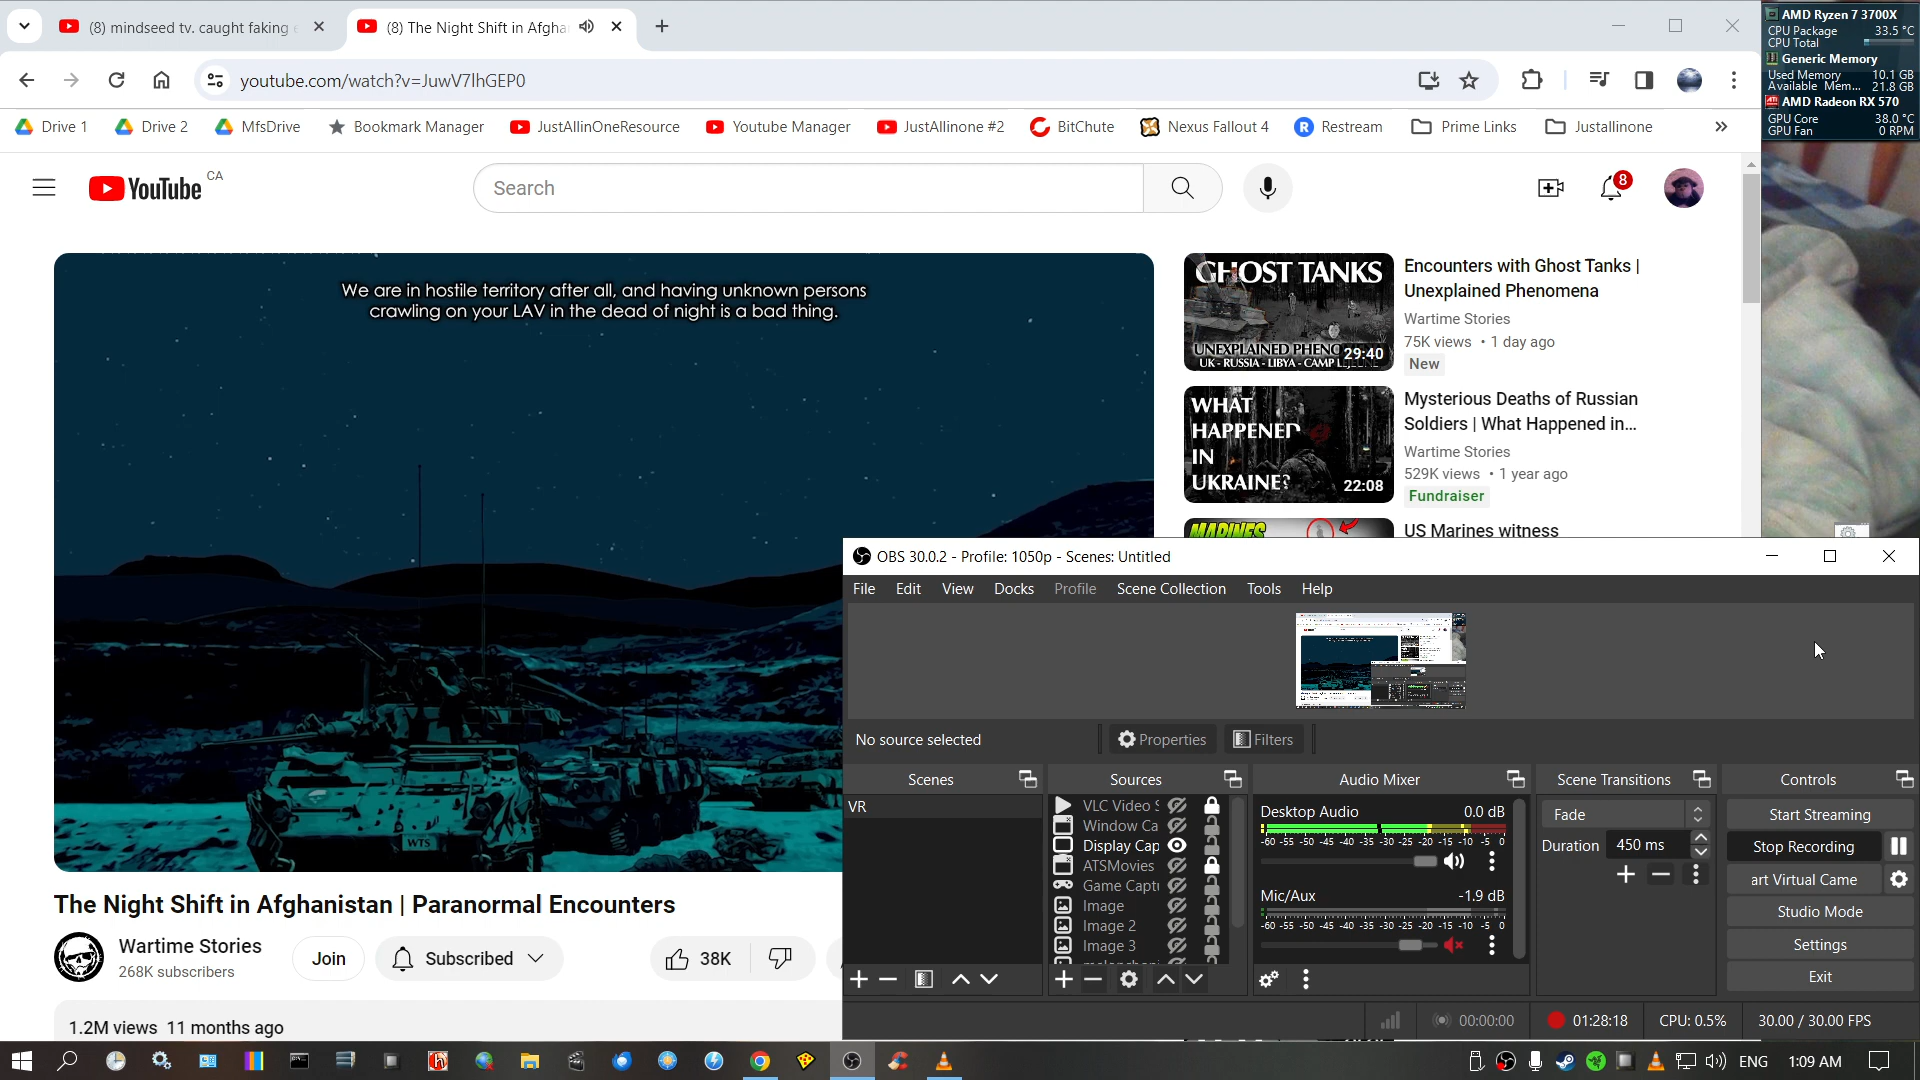 (8) mindseed tv. caught faking
(8) The Night Shift in Afgha
youtube.com/watch?v=JuwV7lhGEP0
Drive 1
Drive 2
MfsDrive
Bookmark Manager
JustAllinOneResource
Youtube Manager
JustAllinone #2
BitChute
Nexus Fallout 4
Restream
Prime Links
Justallinone
AMD Ryzen 7 3700X
CPU Package 33.5 °C
CPU Total
Generic Memory
Used Memory 10.1 GB
Available Mem... 21.8 GB
AMD Radeon RX 570
GPU Core 38.0 °C
GPU Fan 0 RPM
YouTube CA
Search
8
We are in hostile territory after all, and having unknown persons
crawling on your LAV in the dead of night is a bad thing.
WTS
GHOST TANKS
UNEXPLAINED PHENO
UK - RUSSIA - LIBYA - CAMP LEJEUNE
29:40
Encounters with Ghost Tanks |
Unexplained Phenomena
Wartime Stories
75K views • 1 day ago
New
WHAT
HAPPENED
IN
UKRAINE?
22:08
Mysterious Deaths of Russian
Soldiers | What Happened in...
Wartime Stories
529K views • 1 year ago
Fundraiser
MARINES
US Marines witness
The Night Shift in Afghanistan | Paranormal Encounters
Wartime Stories
268K subscribers
Join
Subscribed
38K
1.2M views 11 months ago
OBS 30.0.2 - Profile: 1050p - Scenes: Untitled
File Edit View Docks Profile Scene Collection Tools Help
No source selected
Properties
Filters
Scenes
VR
Sources
VLC Video S
Window Ca
Display Cap
ATSMovies
Game Captu
Image
Image 2
Image 3
Audio Mixer
Desktop Audio 0.0 dB
-60 -55 -50 -45 -40 -35 -30 -25 -20 -15 -10 -5 0
Mic/Aux -1.9 dB
-60 -55 -50 -45 -40 -35 -30 -25 -20 -15 -10 -5 0
Scene Transitions
Fade
Duration 450 ms
Controls
Start Streaming
Stop Recording
art Virtual Came
Studio Mode
Settings
Exit
00:00:00
01:28:18
CPU: 0.5%
30.00 / 30.00 FPS
ENG
1:09 AM